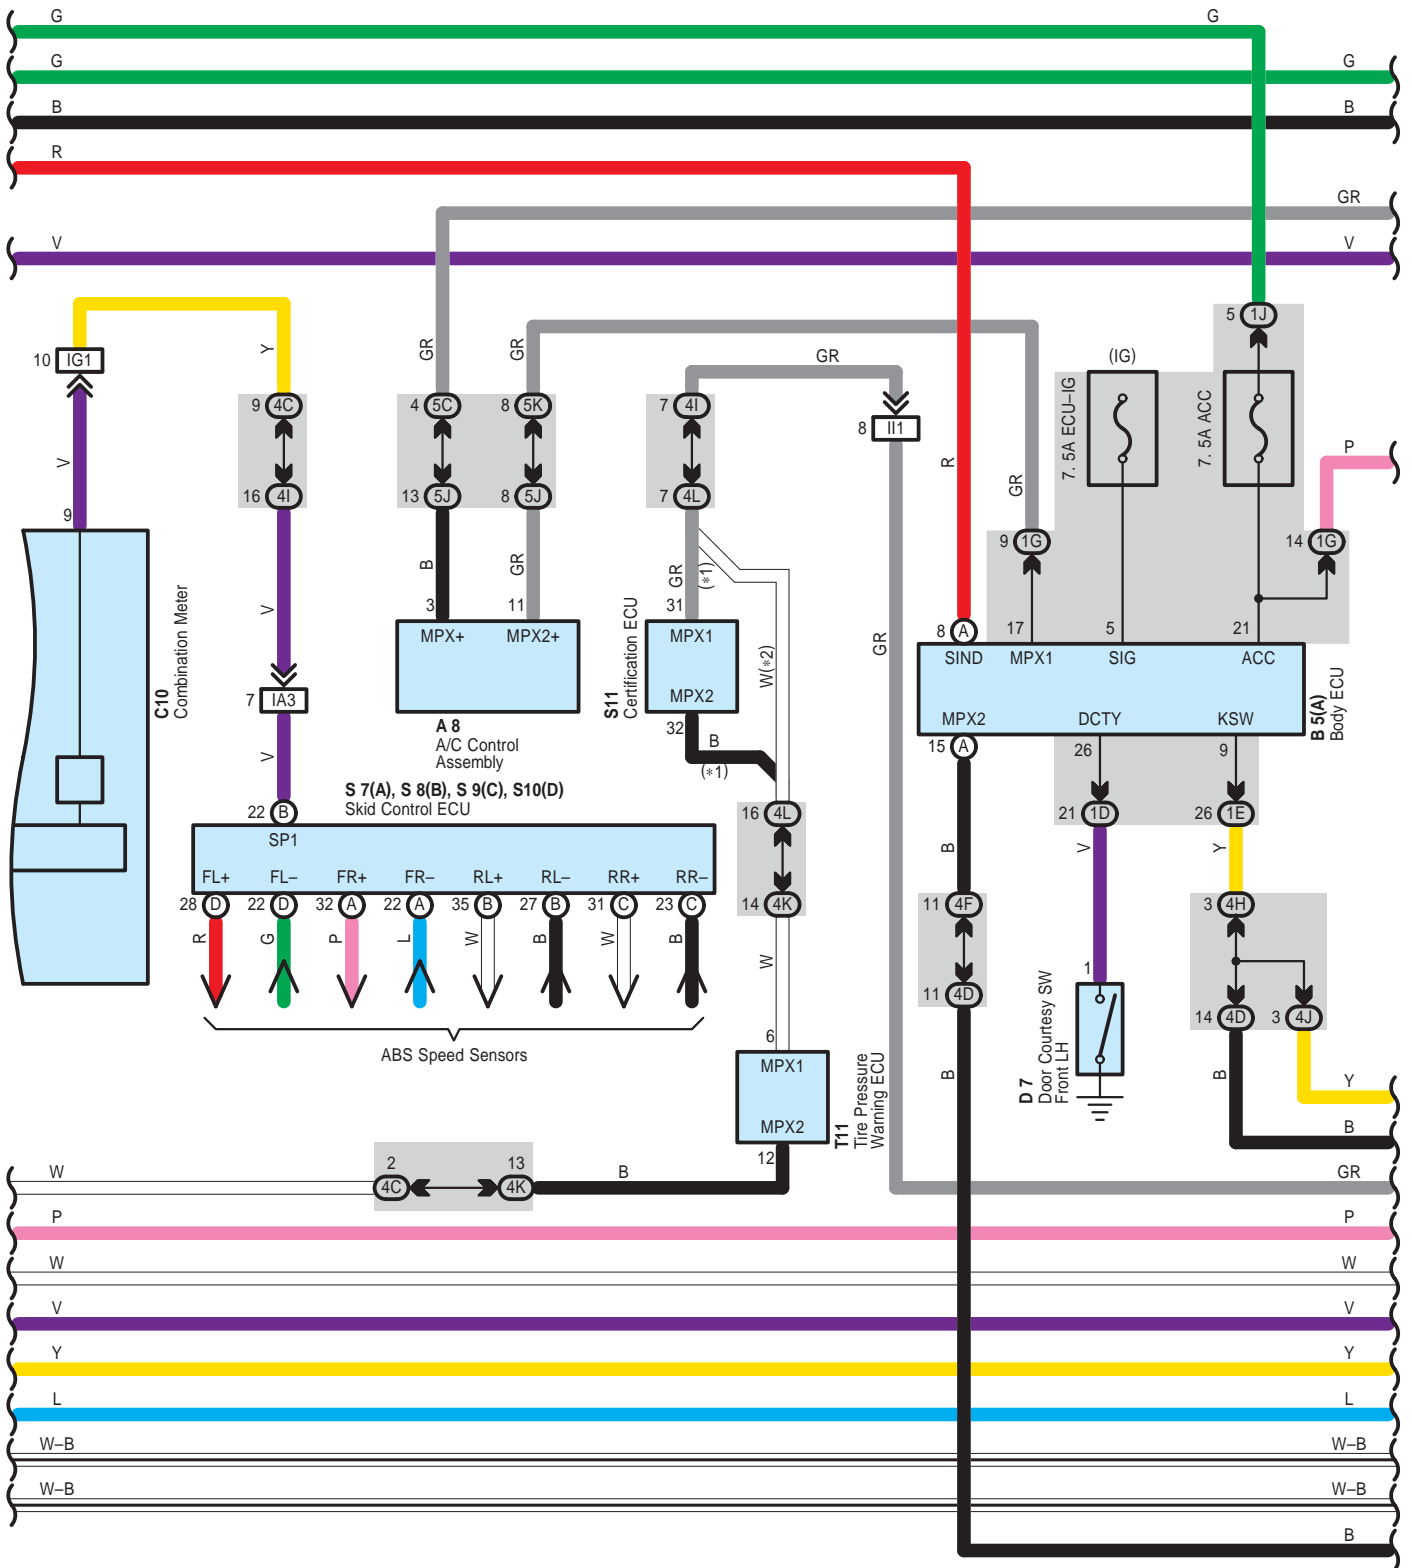 G G
G G
B B
R
GR
V V
5 1J
10 IG1
Y
GR
GR
GR
(IG)
9 4C
4 5C
8 5K
7 4I
8 II1
7. 5A ECU–IG
7. 5A ACC
P
V
R
GR
16 4I
13 5J
8 5J
7 4L
9
9 1G
14 1G
V
B
GR
GR
(*1)
3
11
31
8 A
17
5
21
MPX+ MPX2+
MPX1
MPX2
SIND MPX1 SIG ACC
MPX2 DCTY KSW
GR
W(*2)
C10
Combination Meter
S11
Certification ECU
B 5(A)
Body ECU
7 IA3
V
A 8
A/C Control
Assembly
32
B
(*1)
15 A
26
9
S 7(A), S 8(B), S 9(C), S10(D)
Skid Control ECU
22 B
SP1
16 4L
21 1D
26 1E
B
V
Y
FL+ FL– FR+ FR– RL+ RL– RR+ RR–
28 D 22 D 32 A 22 A 35 B 27 B 31 C 23 C
R G P L W B W B
14 4K
11 4F
3 4H
W
1
11 4D
14 4D
3 4J
ABS Speed Sensors
6
MPX1
MPX2
12
T11
Tire Pressure
Warning ECU
D 7
Door Courtesy SW
Front LH
B
B
Y
B
W
2
4C
13
4K
B
GR
P P
W W
V V
Y Y
L L
W–B W–B
W–B W–B
B